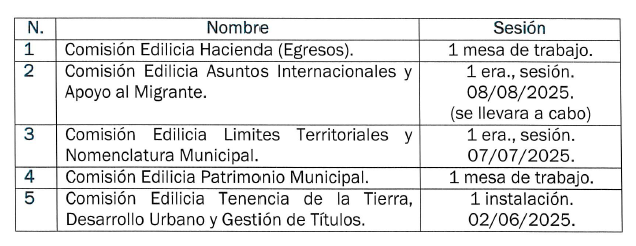 N. Nombre Sesión
1 Comisión Edilicia Hacienda (Egresos). 1 mesa de trabajo.
2 Comisión Edilicia Asuntos Internacionales y 1 era., sesión.
Apoyo al Migrante. 08/08/2025.
(se llevara a cabo)
3 Comisión Edilicia Limites Territoriales y 1 era., sesión.
Nomenclatura Municipal. 07/07/2025.
4 Comisión Edilicia Patrimonio Municipal. 1 mesa de trabajo.
5 Comisión Edilicia Tenencia de la Tierra, 1 instalación.
Desarrollo Urbano y Gestión de Títulos. 02/06/2025.